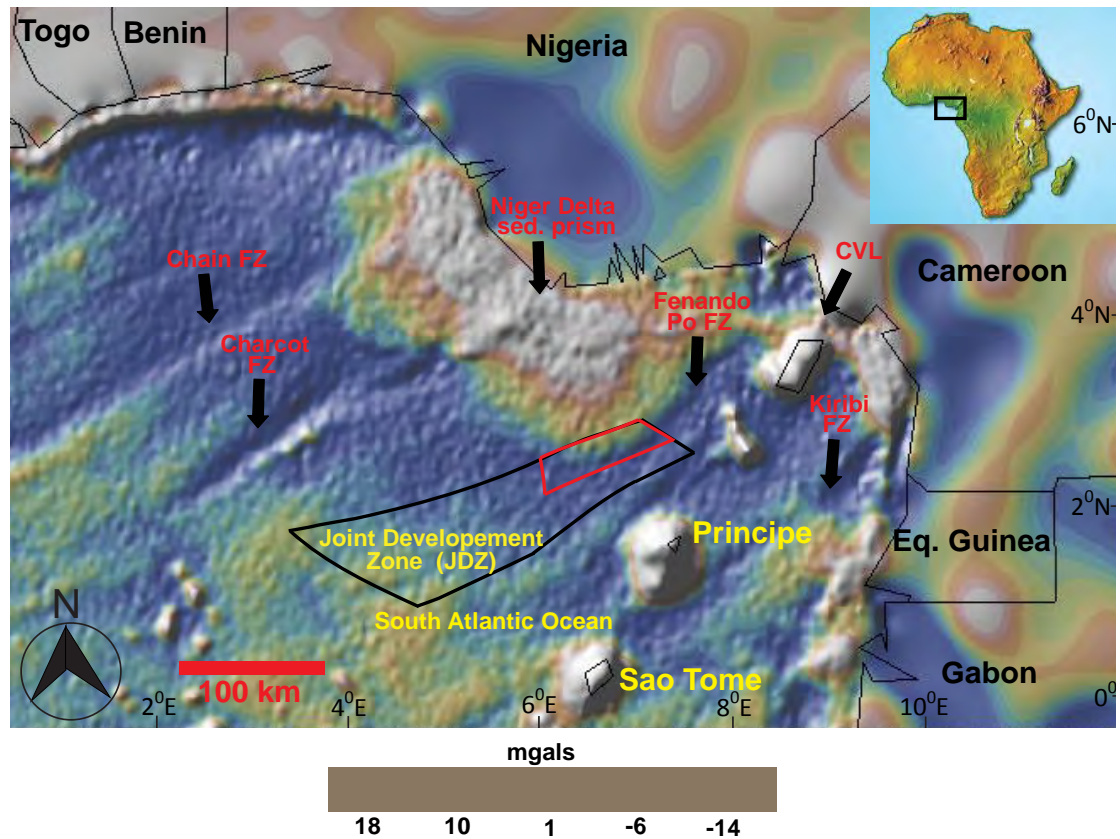 Togo
Benin
Nigeria
6⁰N
Niger Delta
sed. prism
Chain FZ
CVL
Cameroon
Fenando
Po FZ
4⁰N
Charcot
FZ
Kiribi
FZ
2⁰N
Principe
Eq. Guinea
Joint Developement
Zone (JDZ)
N
South Atlantic Ocean
Sao Tome
Gabon
100 km
2⁰E
4⁰E
6⁰E
8⁰E
10⁰E
0⁰
mgals
18 10 1 -6 -14